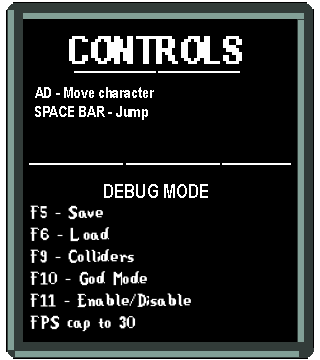 CONTROLS
AD - Move character
SPACE BAR - Jump
DEBUG MODE
F5 - Save
F6 - Load
F9 - Colliders
F10 - God Mode
F11 - Enable/Disable
FPS cap to 30